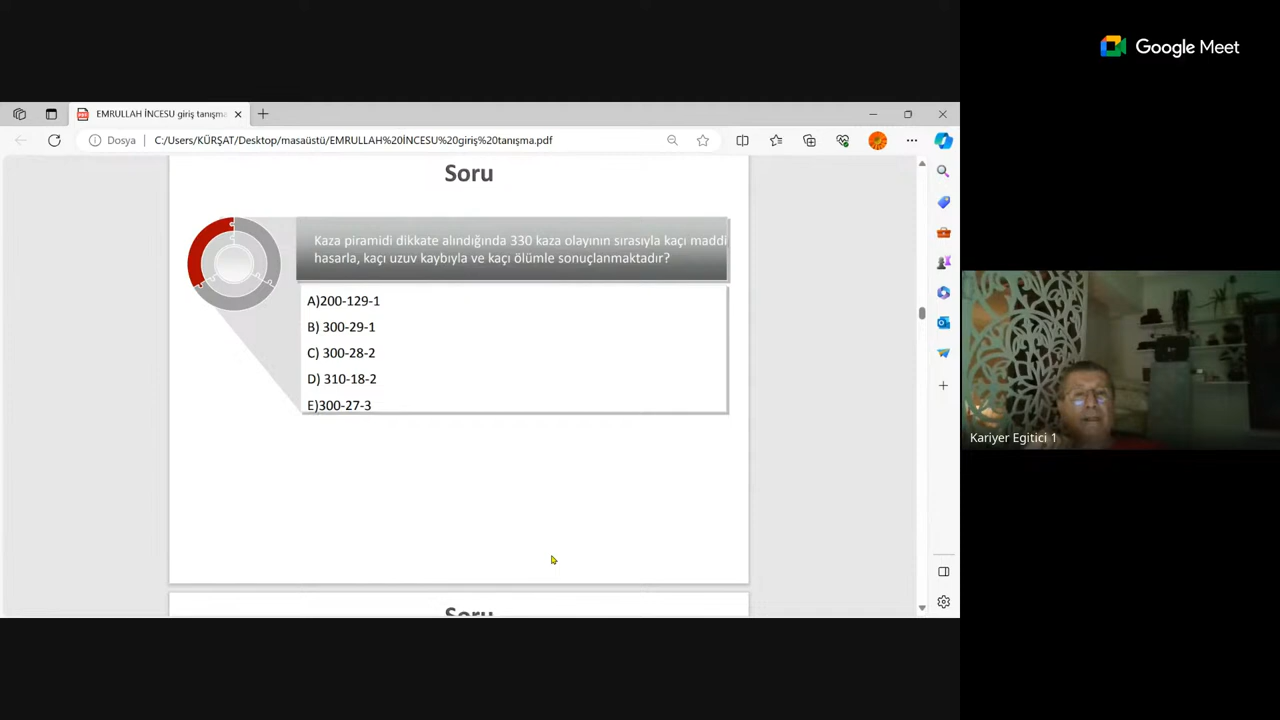 Google Meet
EMRULLAH İNCESU giriş tanışma
Dosya
C:/Users/KÜRŞAT/Desktop/masaüstü/EMRULLAH%20İNCESU%20giriş%20tanışma.pdf
Soru
Kaza piramidi dikkate alındığında 330 kaza olayının sırasıyla kaçı maddi
hasarla, kaçı uzuv kaybıyla ve kaçı ölümle sonuçlanmaktadır?
A)200-129-1
B) 300-29-1
C) 300-28-2
D) 310-18-2
E)300-27-3
Kariyer Egitici 1
Soru